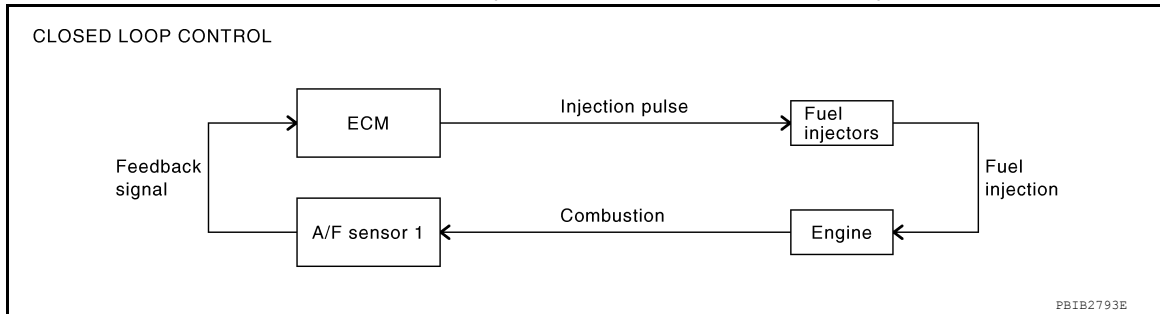 CLOSED LOOP CONTROL
ECM
Injection pulse
Fuel
injectors
Feedback
signal
Fuel
injection
A/F sensor 1
Combustion
Engine
PBIB2793E